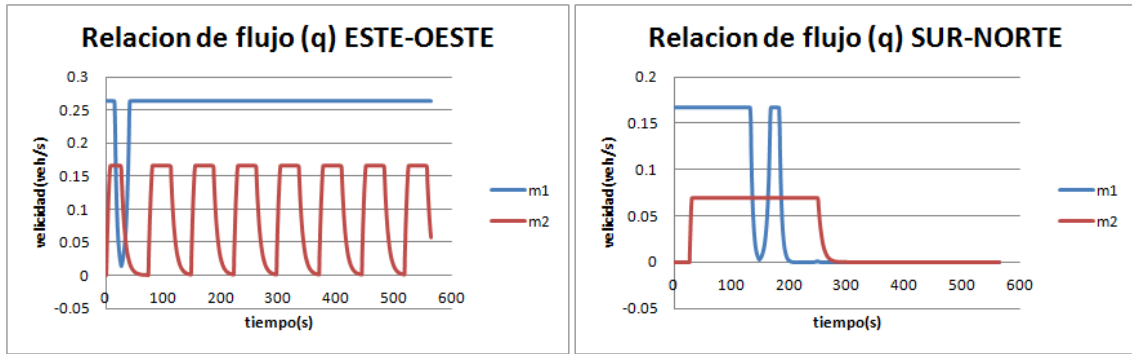 Relacion de flujo (q) ESTE-OESTE
0.3
0.25
0.2
0.15
0.1
0.05
0
-0.05
velicidad(veh/s)
0 100 200 300 400 500 600
tiempo(s)
m1
m2
Relacion de flujo (q) SUR-NORTE
0.2
0.15
0.1
0.05
0
-0.05
velocidad(veh/s)
0 100 200 300 400 500 600
tiempo(s)
m1
m2